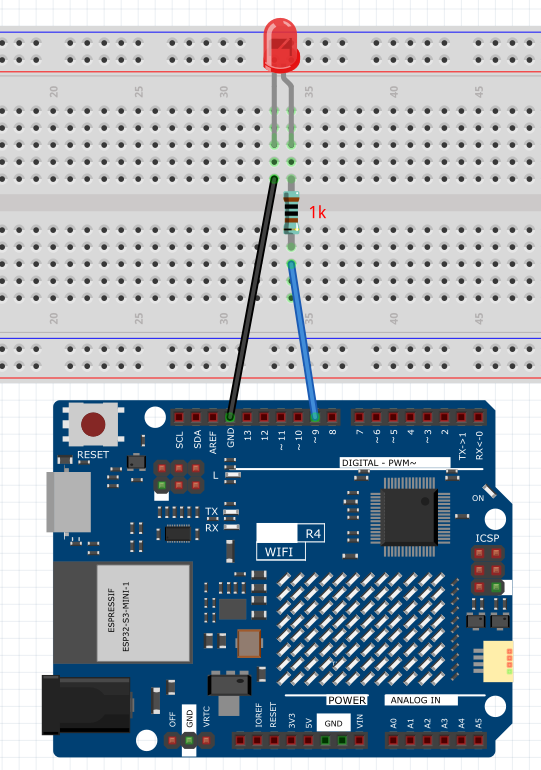 20 25 30 35 40 45
1k
20 25 30 35 40 45
SCL SDA AREF GND 13 12 ~11 ~10 ~9 8 7 ~6 ~5 4 ~3 2 TX->1 RX<-0
RESET
DIGITAL - PWM~
L
ON
TX
RX
R4
WIFI
ICSP
ESPRESSIF
ESP32-S3-MINI-1
POWER
ANALOG IN
OFF GND VRTC IOREF RESET 3V3 5V GND VIN A0 A1 A2 A3 A4 A5